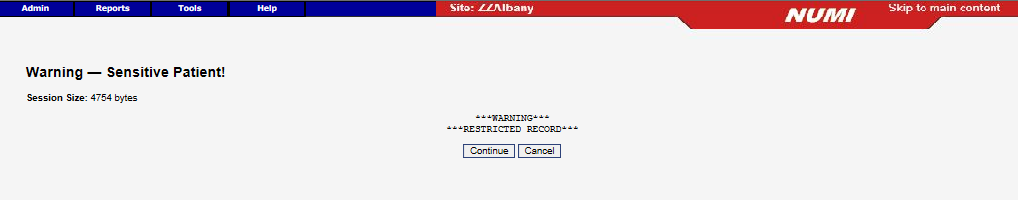 Admin Reports Tools Help Site: ZZAlbany NUMI Skip to main content
Warning — Sensitive Patient!
Session Size: 4754 bytes
***WARNING***
***RESTRICTED RECORD***
Continue Cancel